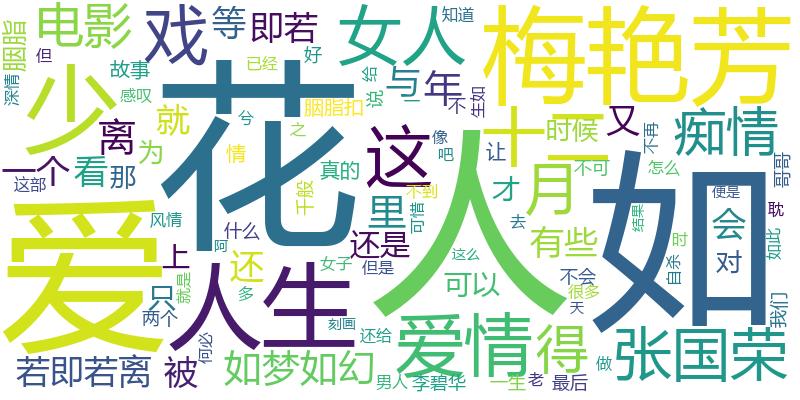 电影
戏
等
即若
女人
知道
梅艳芳
胭脂
但
少
故事
好
已经
给
与
年
深情
感叹
离
就
花
兮
胭脂扣
说
一
不
生如
十二
时候
又
痴情
一个
看
那
为
情
之
这
像
吧
让
不再
这部
真的
不到
才
月
不可
怎么
哥哥
爱
风情
什么
千般
里
可惜
人
去
如
便是
耽
上
还
阿
女子
还是
但是
这么
有些
结果
时
会
对
如此
只
就是
多
人生
可以
不会
很多
自杀
我们
两个
何必
刻画
还给
爱情
得
天
张国荣
若即若离
被
如梦如幻
男人
李碧华
一生
老
最后
做